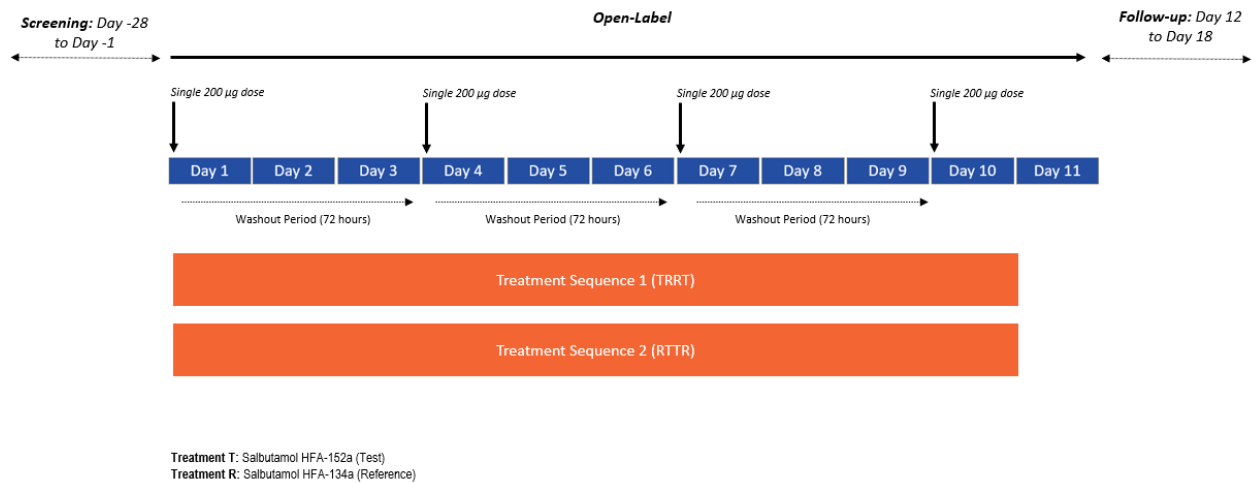 Screening: Day -28
to Day -1
Open-Label
Follow-up: Day 12
to Day 18
Single 200 µg dose
Single 200 µg dose
Single 200 µg dose
Single 200 µg dose
Day 1
Day 2
Day 3
Day 4
Day 5
Day 6
Day 7
Day 8
Day 9
Day 10
Day 11
Washout Period (72 hours)
Washout Period (72 hours)
Washout Period (72 hours)
Treatment Sequence 1 (TRRT)
Treatment Sequence 2 (RTTR)
Treatment T: Salbutamol HFA-152a (Test)
Treatment R: Salbutamol HFA-134a (Reference)